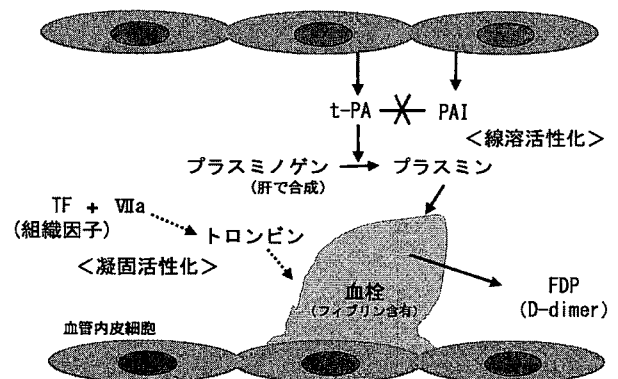 t-PA PAI
<線溶活性化>
プラスミノゲン プラスミン
(肝で合成)
TF + Ⅶa
(組織因子)
トロンビン
<凝固活性化>
血栓
(フィブリン含有)
FDP
(D-dimer)
血管内皮細胞